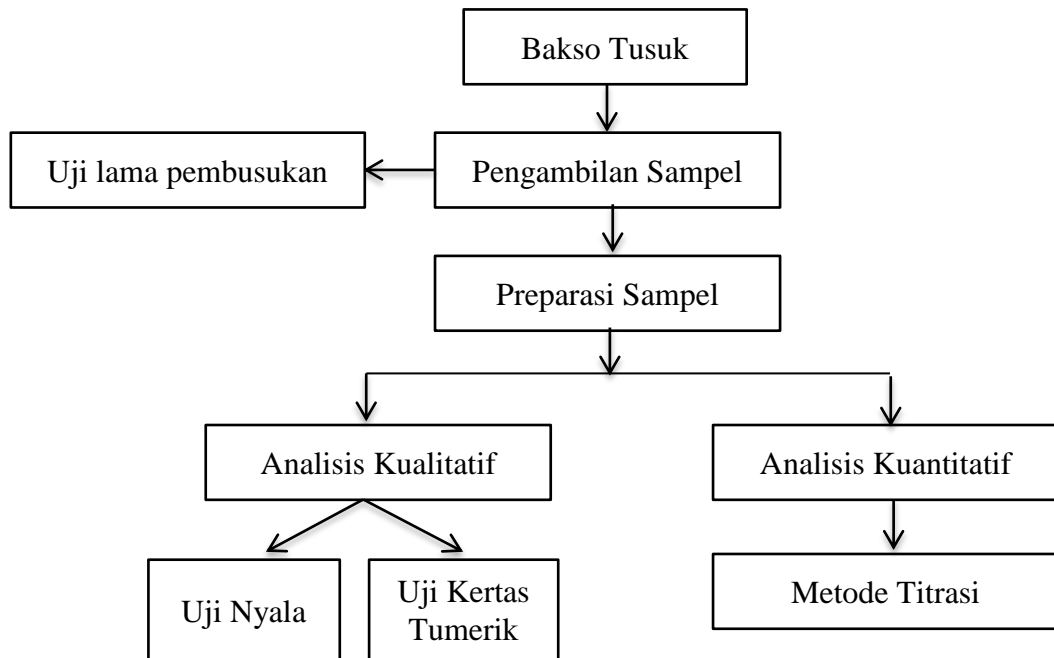 Bakso Tusuk
Uji lama pembusukan
Pengambilan Sampel
Preparasi Sampel
Analisis Kualitatif
Analisis Kuantitatif
Uji Nyala
Uji Kertas
Tumerik
Metode Titrasi